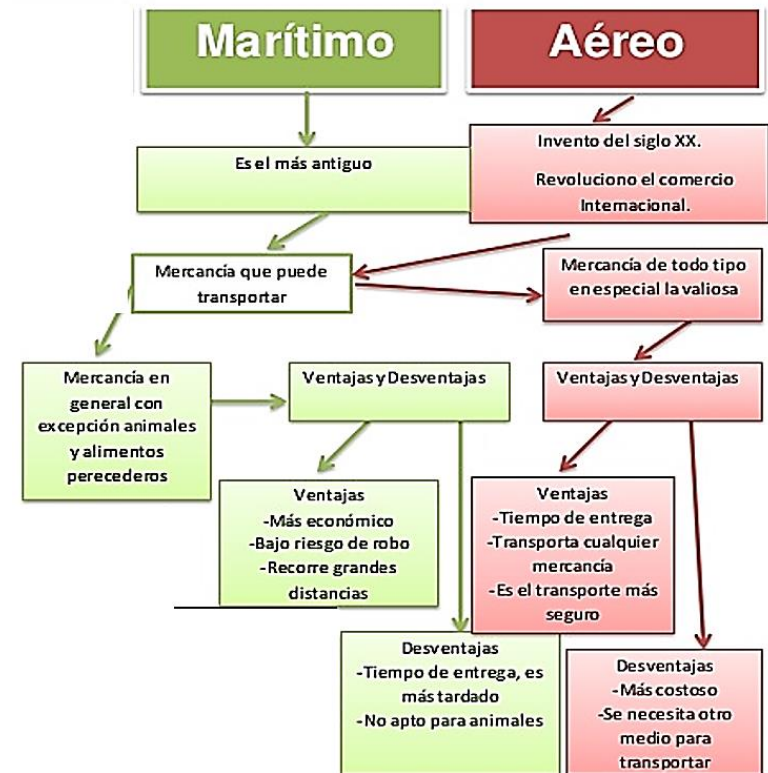 Marítimo
Aéreo
Es el más antiguo
Invento del siglo XX.
Revoluciono el comercio
Internacional.
Mercancía que puede
transportar
Mercancía de todo tipo
en especial la valiosa
Mercancía en
general con
excepción animales
y alimentos
perecederos
Ventajas y Desventajas
Ventajas y Desventajas
Ventajas
-Más económico
-Bajo riesgo de robo
-Recorre grandes
distancias
Ventajas
-Tiempo de entrega
-Transporta cualquier
mercancía
-Es el transporte más
seguro
Desventajas
-Tiempo de entrega, es
más tardado
-No apto para animales
Desventajas
-Más costoso
-Se necesita otro
medio para
transportar